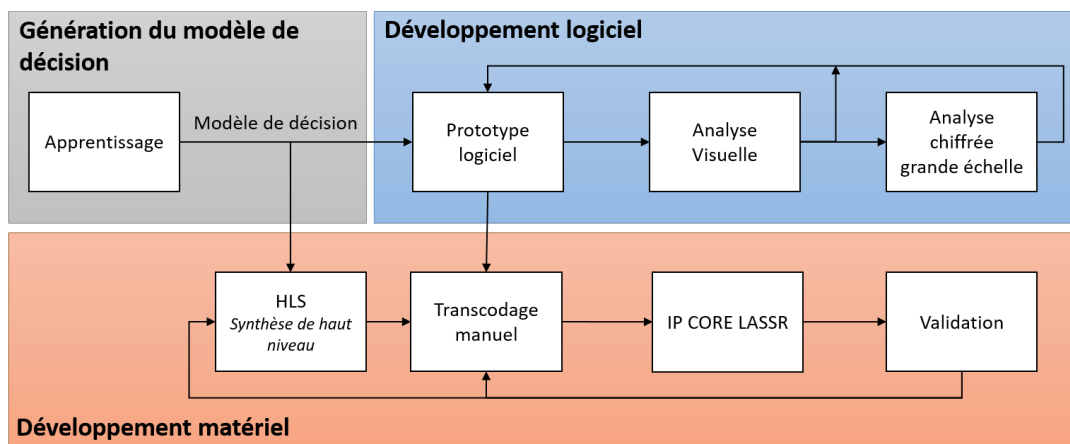 Génération du modèle de
décision
Développement logiciel
Apprentissage
Modèle de décision
Prototype
logiciel
Analyse
Visuelle
Analyse
chiffrée
grande échelle
HLS
Synthèse de haut
niveau
Transcodage
manuel
IP CORE LASSR
Validation
Développement matériel